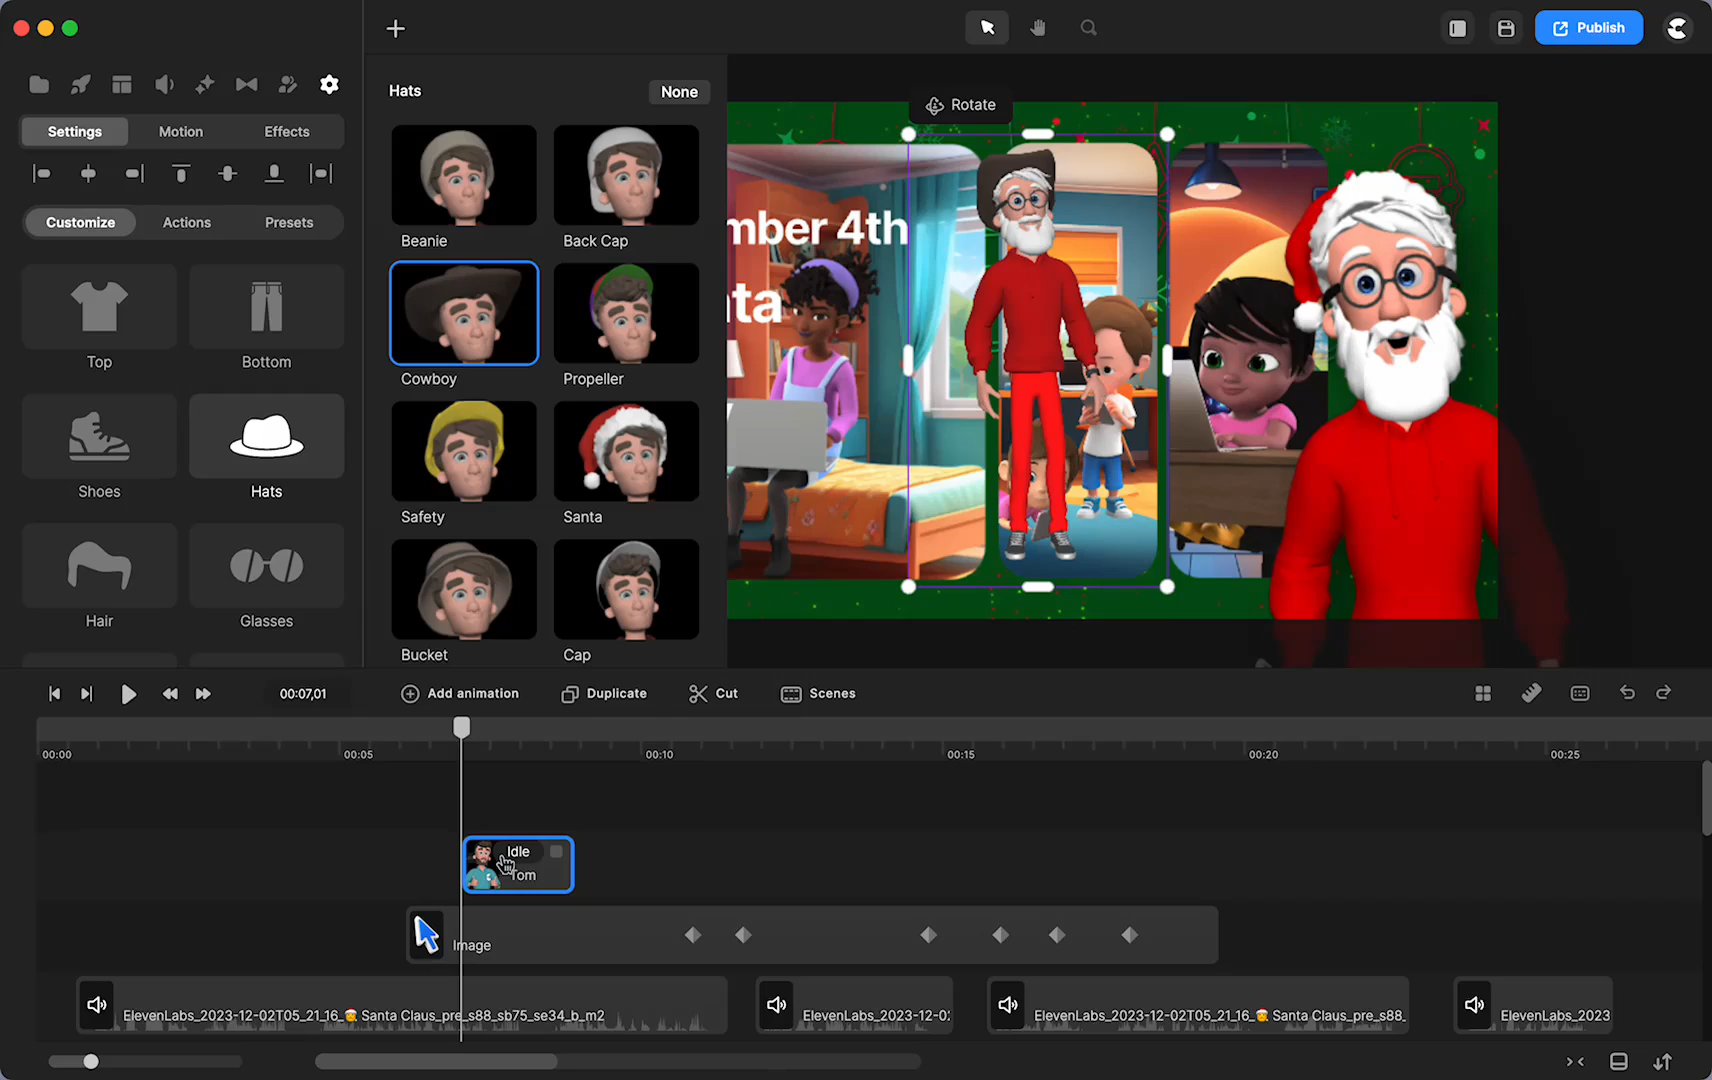 Publish
Settings
Motion
Effects
Customize
Actions
Presets
Top
Bottom
Shoes
Hats
Hair
Glasses
Hats
None
Beanie
Back Cap
Cowboy
Propeller
Safety
Santa
Bucket
Cap
Rotate
mber 4th
ta
00:07,01
Add animation
Duplicate
Cut
Scenes
00:00
00:05
00:10
00:15
00:20
00:25
Idle
Tom
Image
ElevenLabs_2023-12-02T05_21_16_🎅 Santa Claus_pre_s88_sb75_se34_b_m2
ElevenLabs_2023-12-02
ElevenLabs_2023-12-02T05_21_16_🎅 Santa Claus_pre_s88_
ElevenLabs_2023